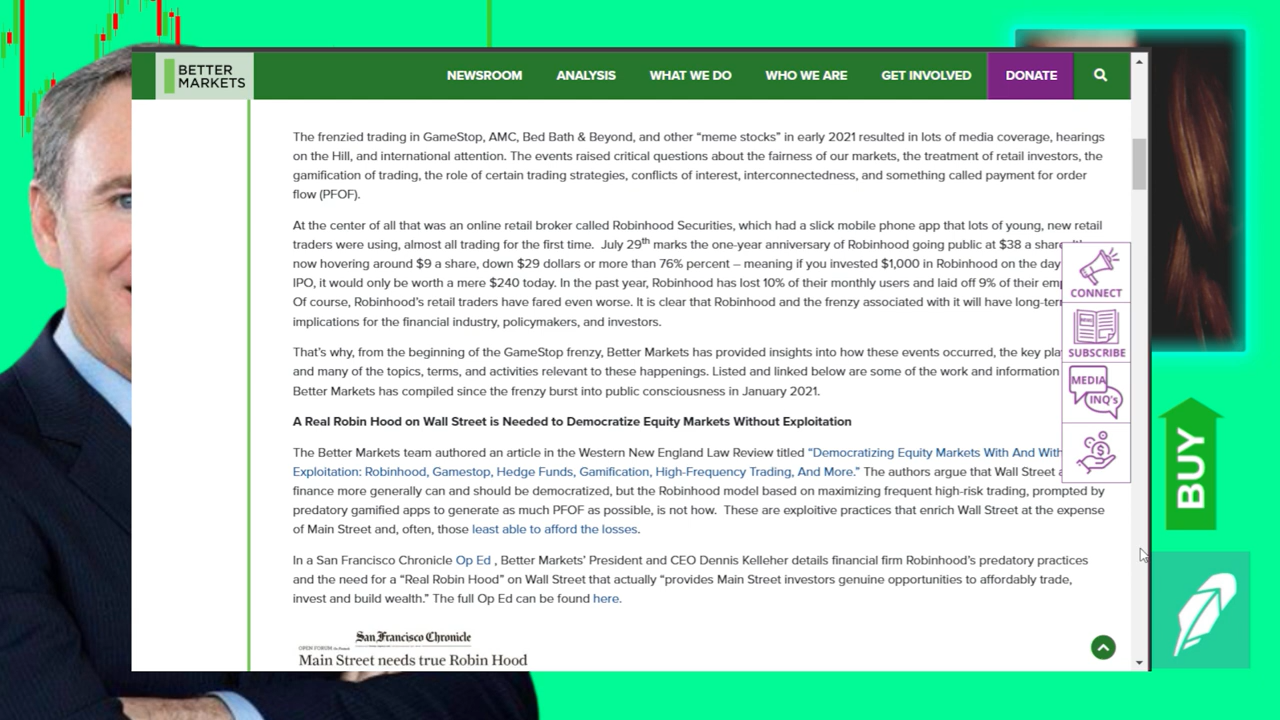 BETTER
MARKETS
NEWSROOM
ANALYSIS
WHAT WE DO
WHO WE ARE
GET INVOLVED
DONATE
The frenzied trading in GameStop, AMC, Bed Bath & Beyond, and other “meme stocks” in early 2021 resulted in lots of media coverage, hearings
on the Hill, and international attention. The events raised critical questions about the fairness of our markets, the treatment of retail investors, the
gamification of trading, the role of certain trading strategies, conflicts of interest, interconnectedness, and something called payment for order
flow (PFOF).
At the center of all that was an online retail broker called Robinhood Securities, which had a slick mobile phone app that lots of young, new retail
traders were using, almost all trading for the first time. July 29th marks the one-year anniversary of Robinhood going public at $38 a share
now hovering around $9 a share, down $29 dollars or more than 76% percent – meaning if you invested $1,000 in Robinhood on the day
IPO, it would only be worth a mere $240 today. In the past year, Robinhood has lost 10% of their monthly users and laid off 9% of their
Of course, Robinhood’s retail traders have fared even worse. It is clear that Robinhood and the frenzy associated with it will have
implications for the financial industry, policymakers, and investors.
That’s why, from the beginning of the GameStop frenzy, Better Markets has provided insights into how these events occurred, the key
and many of the topics, terms, and activities relevant to these happenings. Listed and linked below are some of the work and information
Better Markets has compiled since the frenzy burst into public consciousness in January 2021.
A Real Robin Hood on Wall Street is Needed to Democratize Equity Markets Without Exploitation
The Better Markets team authored an article in the Western New England Law Review titled “Democratizing Equity Markets With And
Exploitation: Robinhood, Gamestop, Hedge Funds, Gamification, High-Frequency Trading, And More.” The authors argue that Wall Street
finance more generally can and should be democratized, but the Robinhood model based on maximizing frequent high-risk trading, prompted by
predatory gamified apps to generate as much PFOF as possible, is not how. These are exploitive practices that enrich Wall Street at the expense
of Main Street and, often, those least able to afford the losses.
In a San Francisco Chronicle Op Ed , Better Markets’ President and CEO Dennis Kelleher details financial firm Robinhood’s predatory practices
and the need for a “Real Robin Hood” on Wall Street that actually “provides Main Street investors genuine opportunities to affordably trade,
invest and build wealth.” The full Op Ed can be found here.
San Francisco Chronicle
OPEN FORUM
Main Street needs true Robin Hood
CONNECT
NEWS
SUBSCRIBE
MEDIA
INQ's
BUY